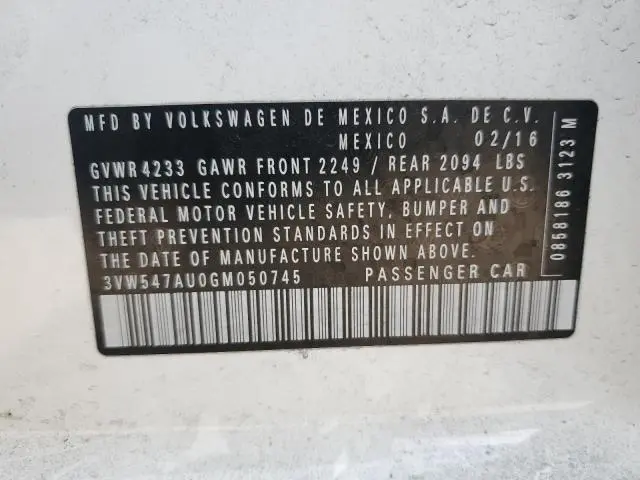 MFD BY VOLKSWAGEN DE MEXICO S.A. DE C.V.
MEXICO 02/16
GVWR 4233 GAWR FRONT 2249 / REAR 2094 LBS
THIS VEHICLE CONFORMS TO ALL APPLICABLE U.S.
FEDERAL MOTOR VEHICLE SAFETY, BUMPER AND
THEFT PREVENTION STANDARDS IN EFFECT ON
THE DATE OF MANUFACTURE SHOWN ABOVE.
3VW547AU0GM050745 PASSENGER CAR
0858186 3123 M